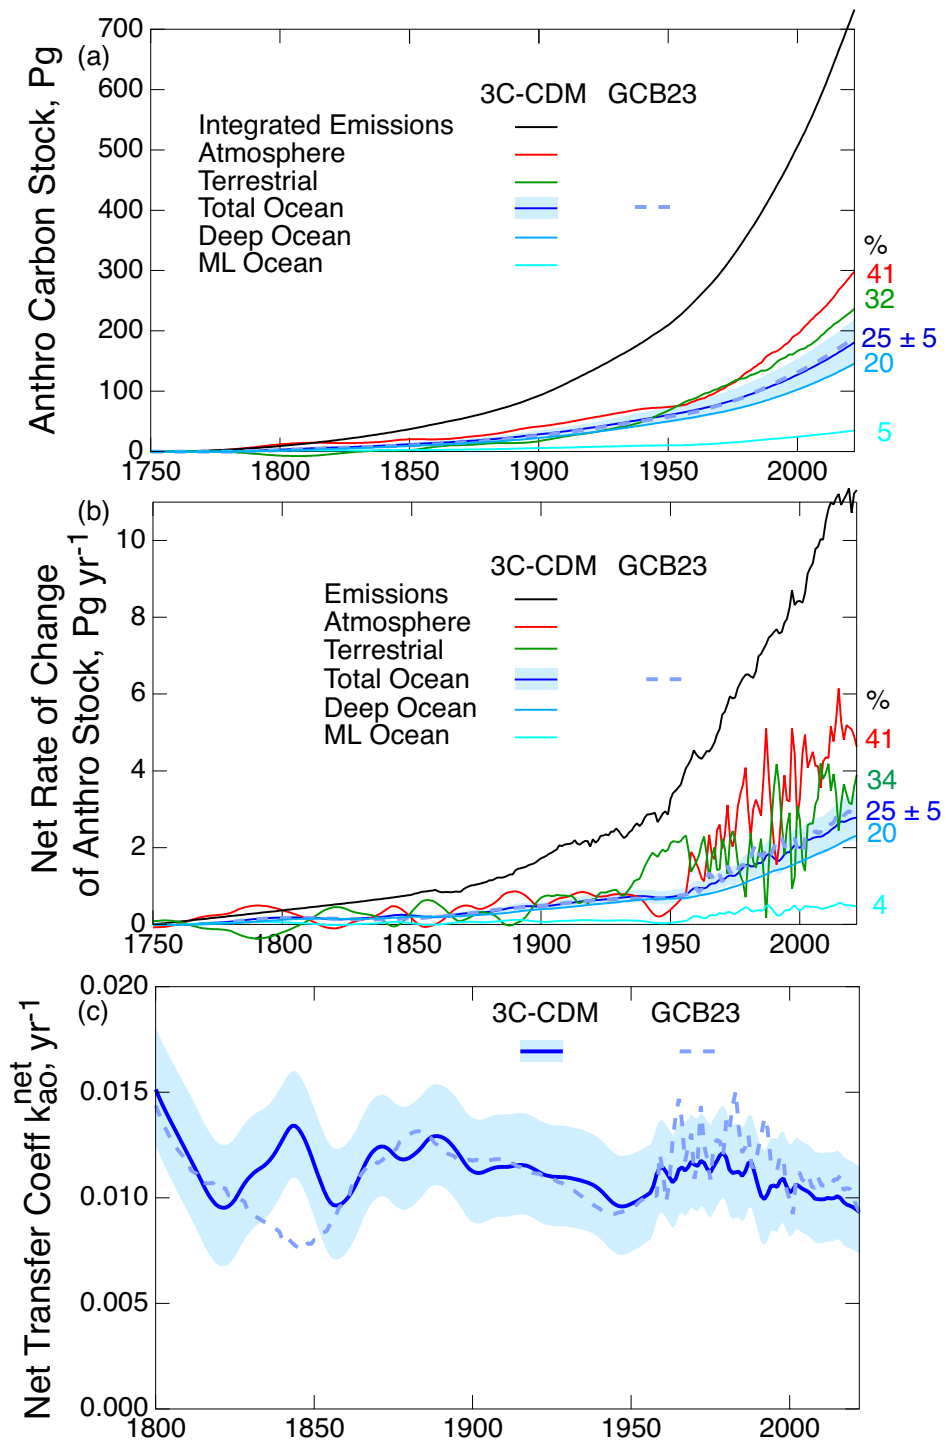 (a)
Anthro Carbon Stock, Pg
700
600
500
400
300
200
100
0
3C-CDM GCB23
Integrated Emissions
Atmosphere
Terrestrial
Total Ocean
Deep Ocean
ML Ocean
%
41
32
25 ± 5
20
5
1750 1800 1850 1900 1950 2000
(b)
Net Rate of Change
of Anthro Stock, Pg yr-1
10
8
6
4
2
0
3C-CDM GCB23
Emissions
Atmosphere
Terrestrial
Total Ocean
Deep Ocean
ML Ocean
%
41
34
25 ± 5
20
4
1750 1800 1850 1900 1950 2000
(c)
Net Transfer Coeff k_ao^net, yr-1
0.020
0.015
0.010
0.005
0.000
3C-CDM GCB23
1800 1850 1900 1950 2000